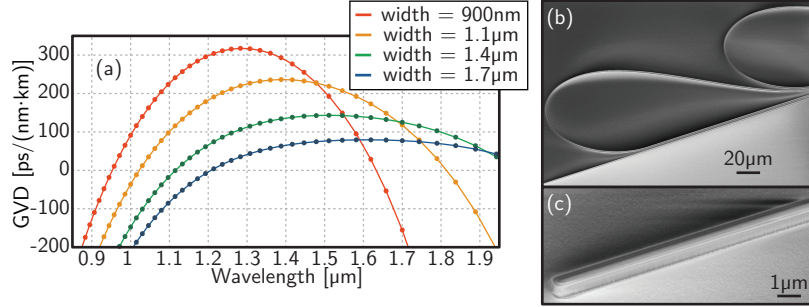 width = 900nm
width = 1.1µm
width = 1.4µm
width = 1.7µm
(a)
GVD [ps/(nm·km)]
300
200
100
0
-100
-200
0.9 1 1.1 1.2 1.3 1.4 1.5 1.6 1.7 1.8 1.9
Wavelength [µm]
(b)
20µm
(c)
1µm